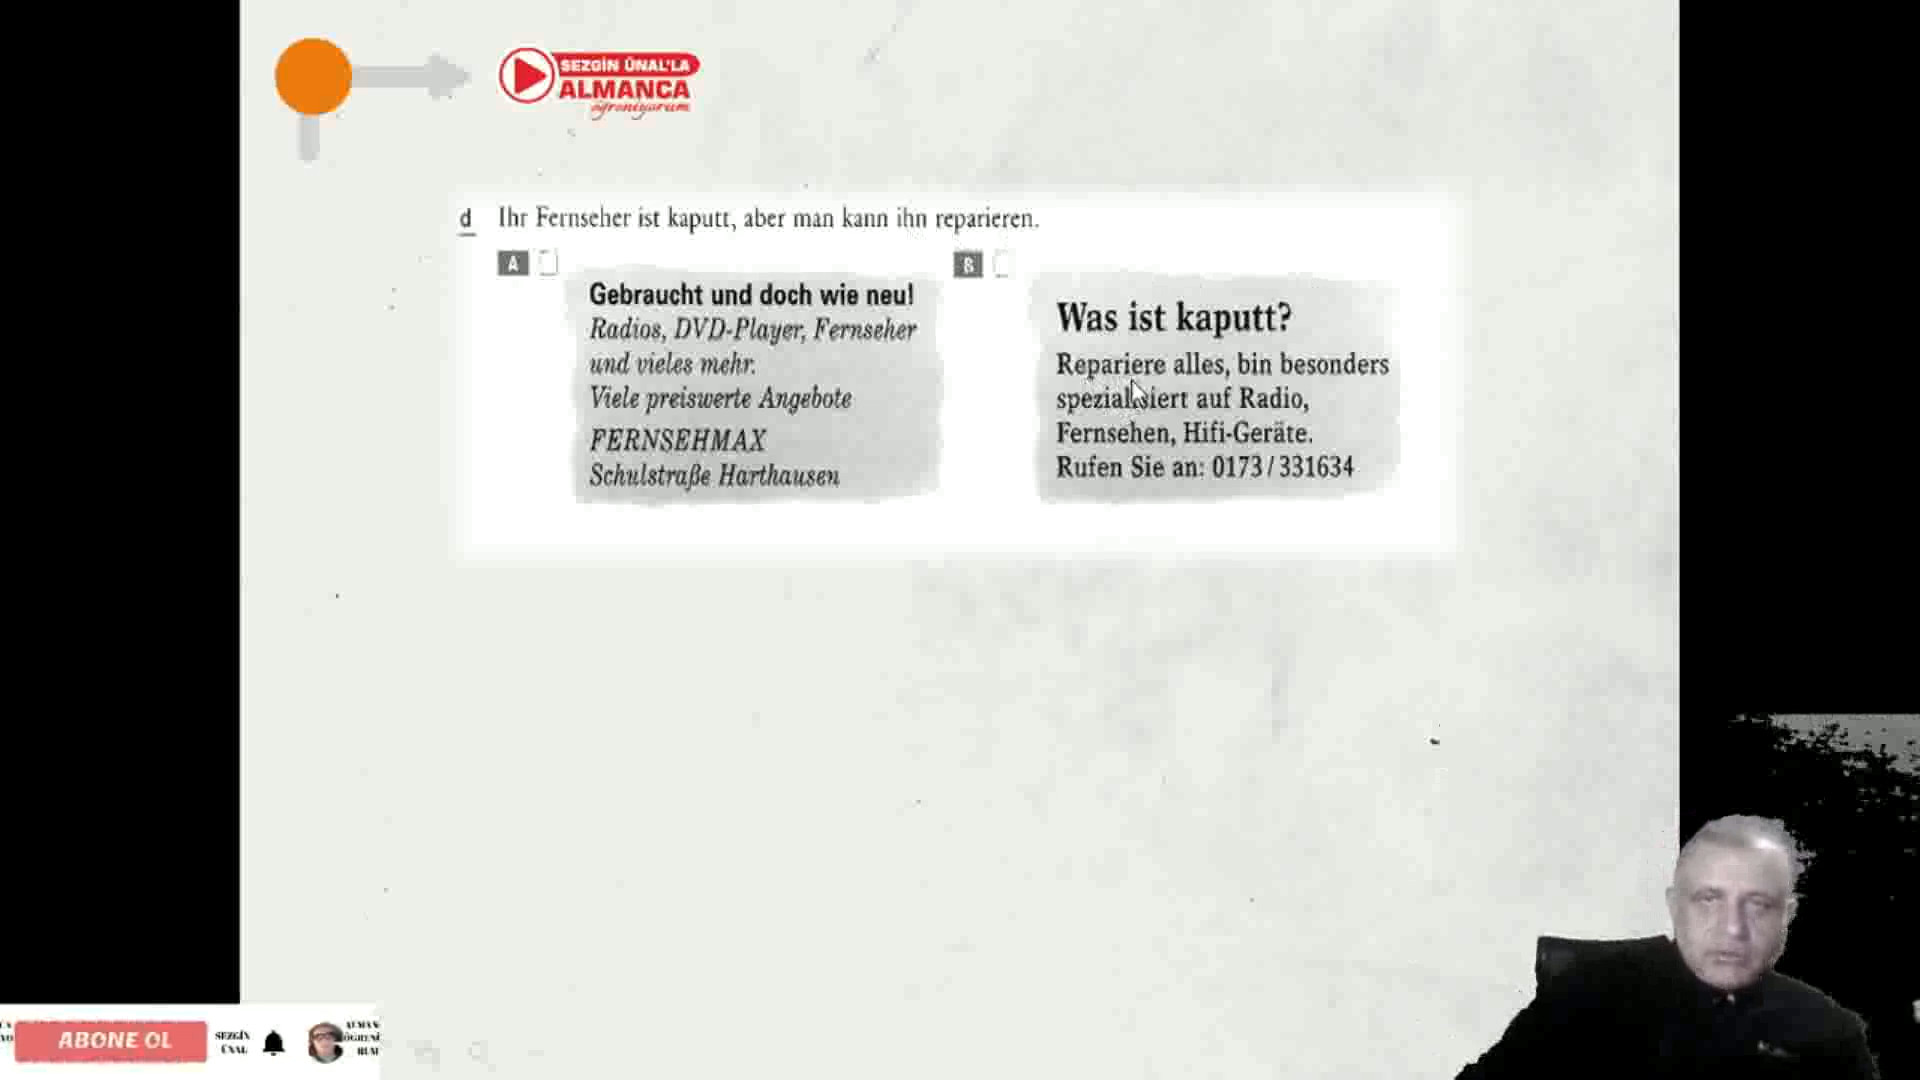 SEZGİN ÜNAL'LA
ALMANCA
öğreniyorum
d Ihr Fernseher ist kaputt, aber man kann ihn reparieren.
A
Gebraucht und doch wie neu!
Radios, DVD-Player, Fernseher
und vieles mehr.
Viele preiswerte Angebote
FERNSEHMAX
Schulstraße Harthausen
B
Was ist kaputt?
Repariere alles, bin besonders
spezialisiert auf Radio,
Fernsehen, Hifi-Geräte.
Rufen Sie an: 0173/331634
ABONE OL
SEZGİN
ÜNAL